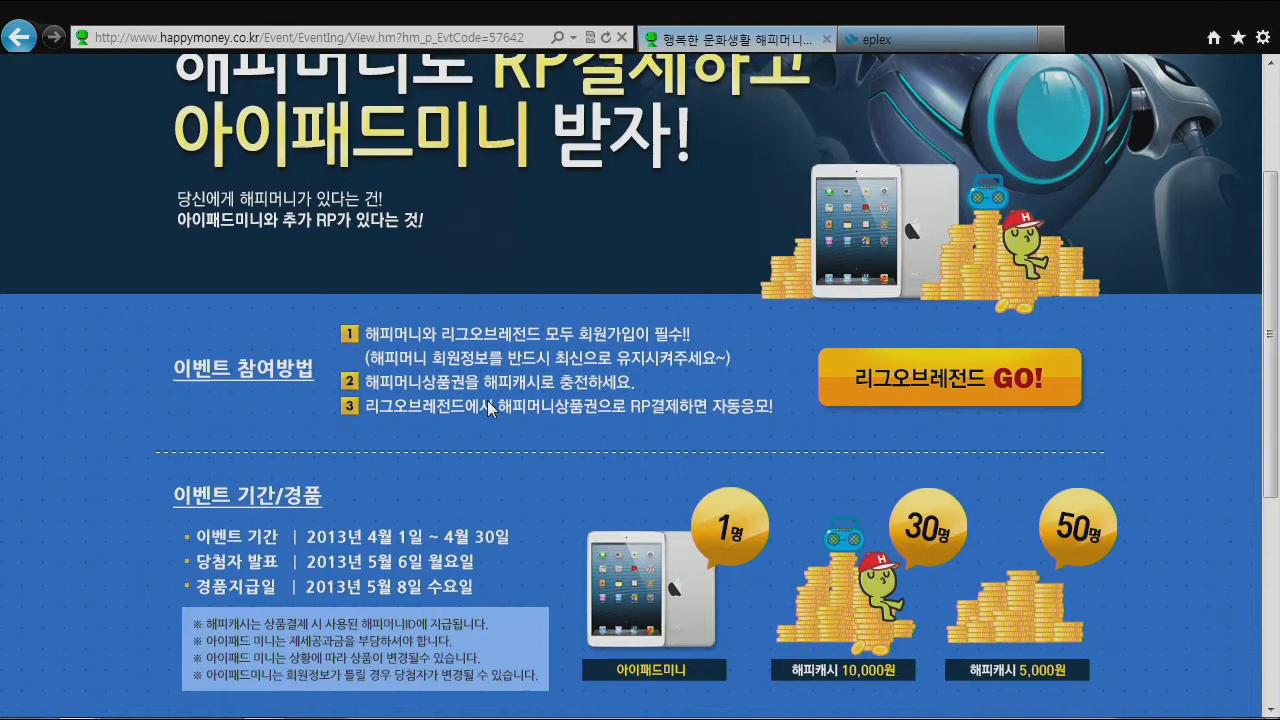 http://www.happymoney.co.kr/Event/EventIng/View.hm?hm_p_EvtCode=57642
행복한 문화생활 해피머니...
eplex
해피머니로 RP결제하고
아이패드미니 받자!
당신에게 해피머니가 있다는 건!
아이패드미니와 추가 RP가 있다는 것!
이벤트 참여방법
1 해피머니와 리그오브레전드 모두 회원가입이 필수!!
(해피머니 회원정보를 반드시 최신으로 유지시켜주세요~)
2 해피머니상품권을 해피캐시로 충전하세요.
3 리그오브레전드에서 해피머니상품권으로 RP결제하면 자동응모!
리그오브레전드 GO!
이벤트 기간/경품
이벤트 기간 | 2013년 4월 1일 ~ 4월 30일
당첨자 발표 | 2013년 5월 6일 월요일
경품지급일 | 2013년 5월 8일 수요일
※ 해피캐시는 상품권결제시 사용한 해피머니ID에 지급됩니다.
※ 아이패드 미니는 제세공과금을 부담하셔야 합니다.
※ 아이패드 미니는 상황에 따라 상품이 변경될수 있습니다.
※ 아이패드미니는 회원정보가 틀릴 경우 당첨자가 변경될 수 있습니다.
1명
30명
50명
아이패드미니
해피캐시 10,000원
해피캐시 5,000원